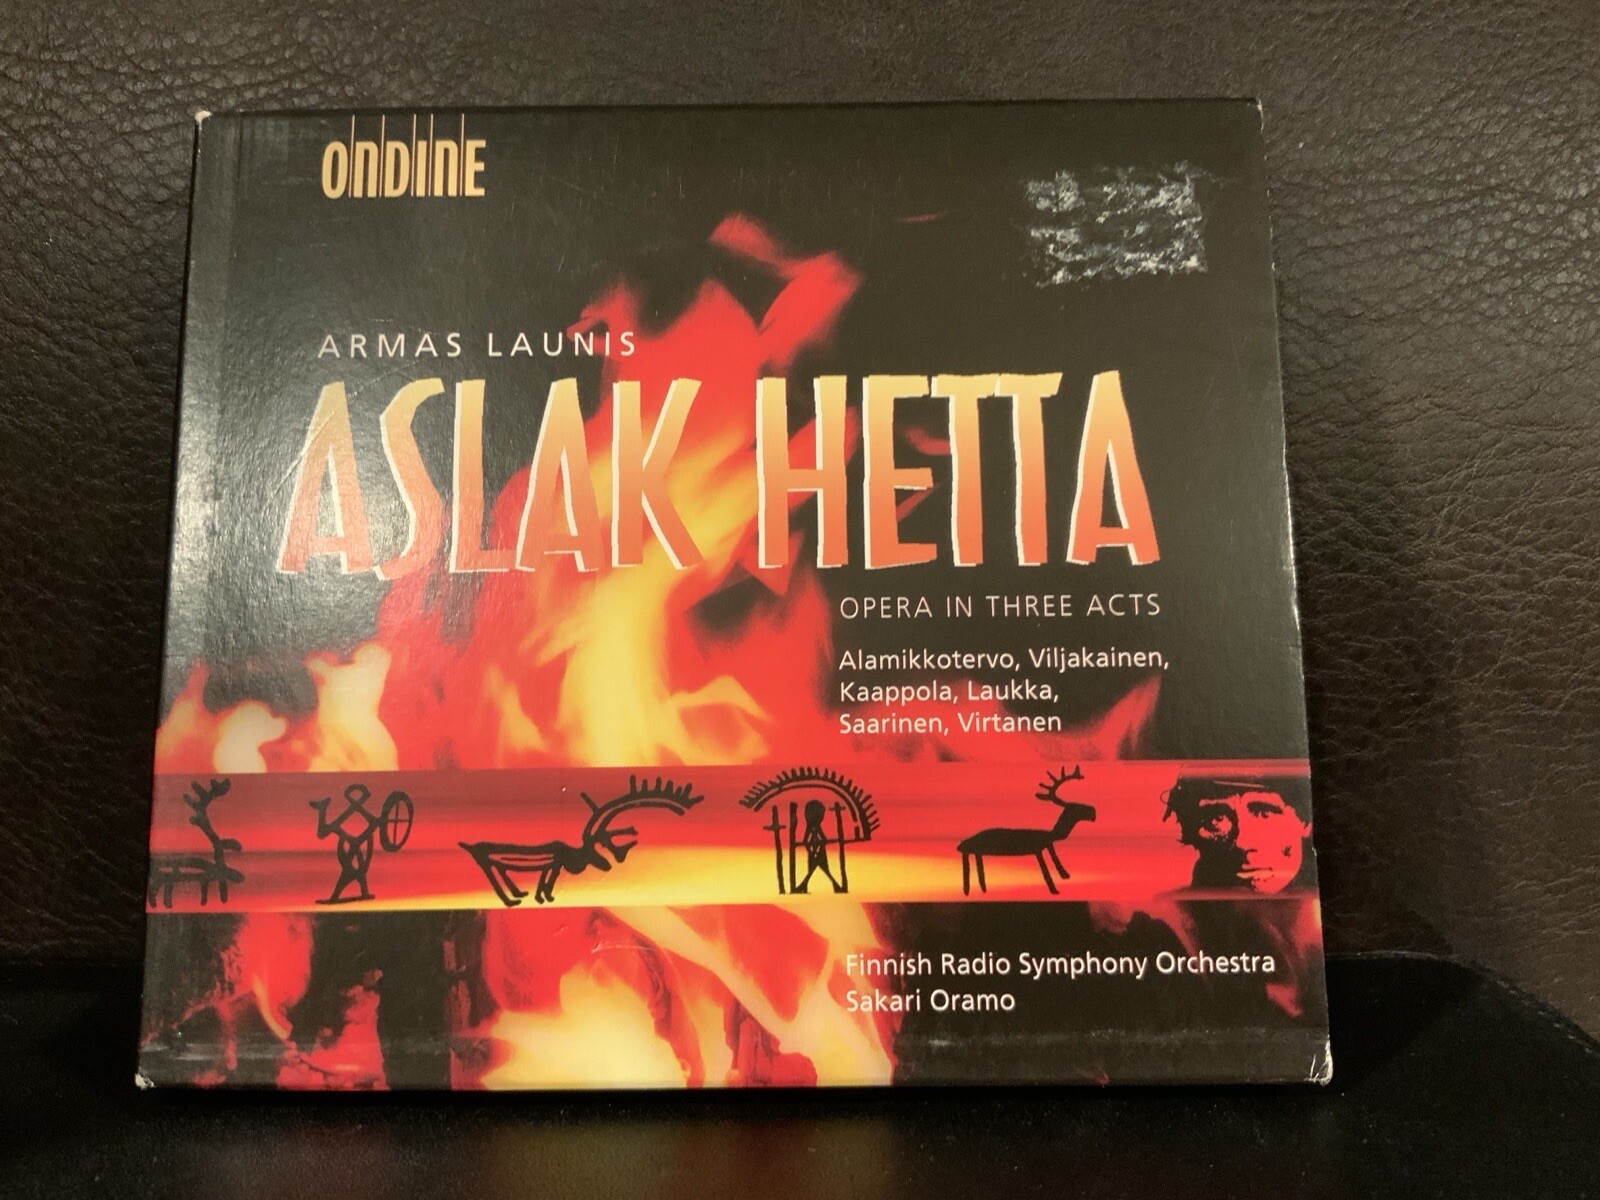 ONDINE
ARMAS LAUNIS
ASLAK HETTA
OPERA IN THREE ACTS
Alamikkotervo, Viljakainen,
Kaappola, Laukka,
Saarinen, Virtanen
Finnish Radio Symphony Orchestra
Sakari Oramo